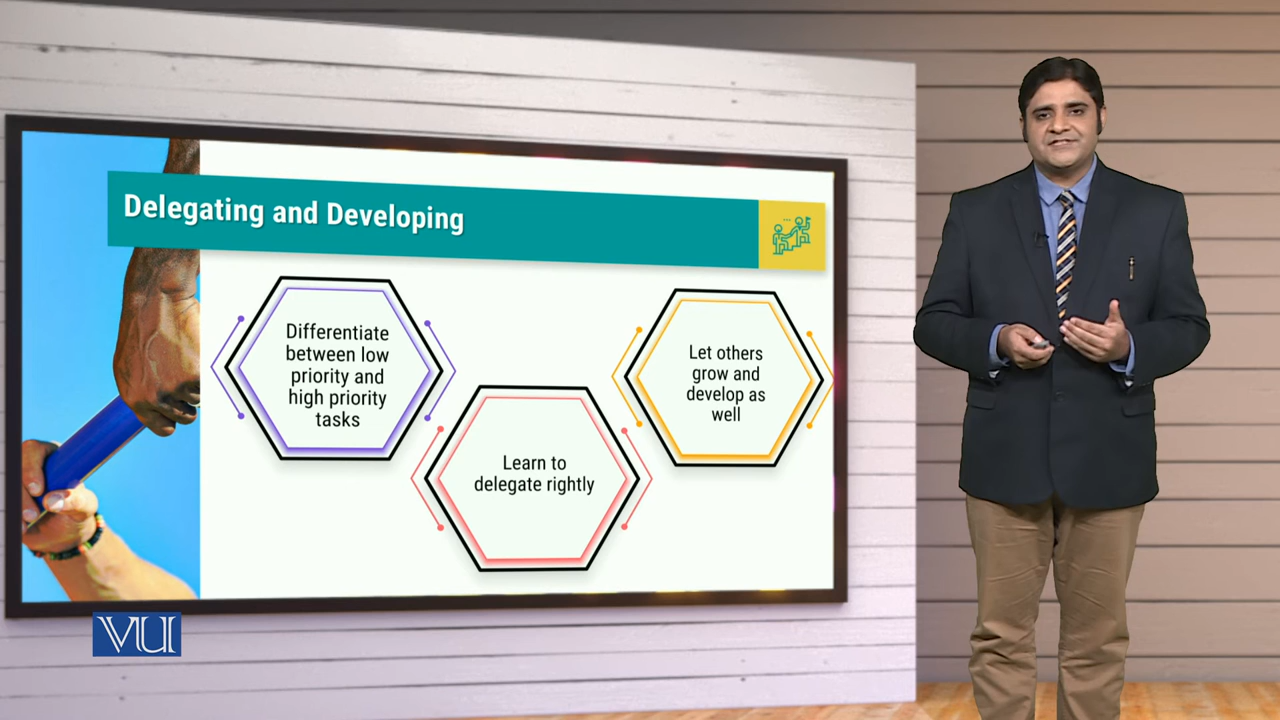 Delegating and Developing
Differentiate
between low
priority and
high priority
tasks
Learn to
delegate rightly
Let others
grow and
develop as
well
VU